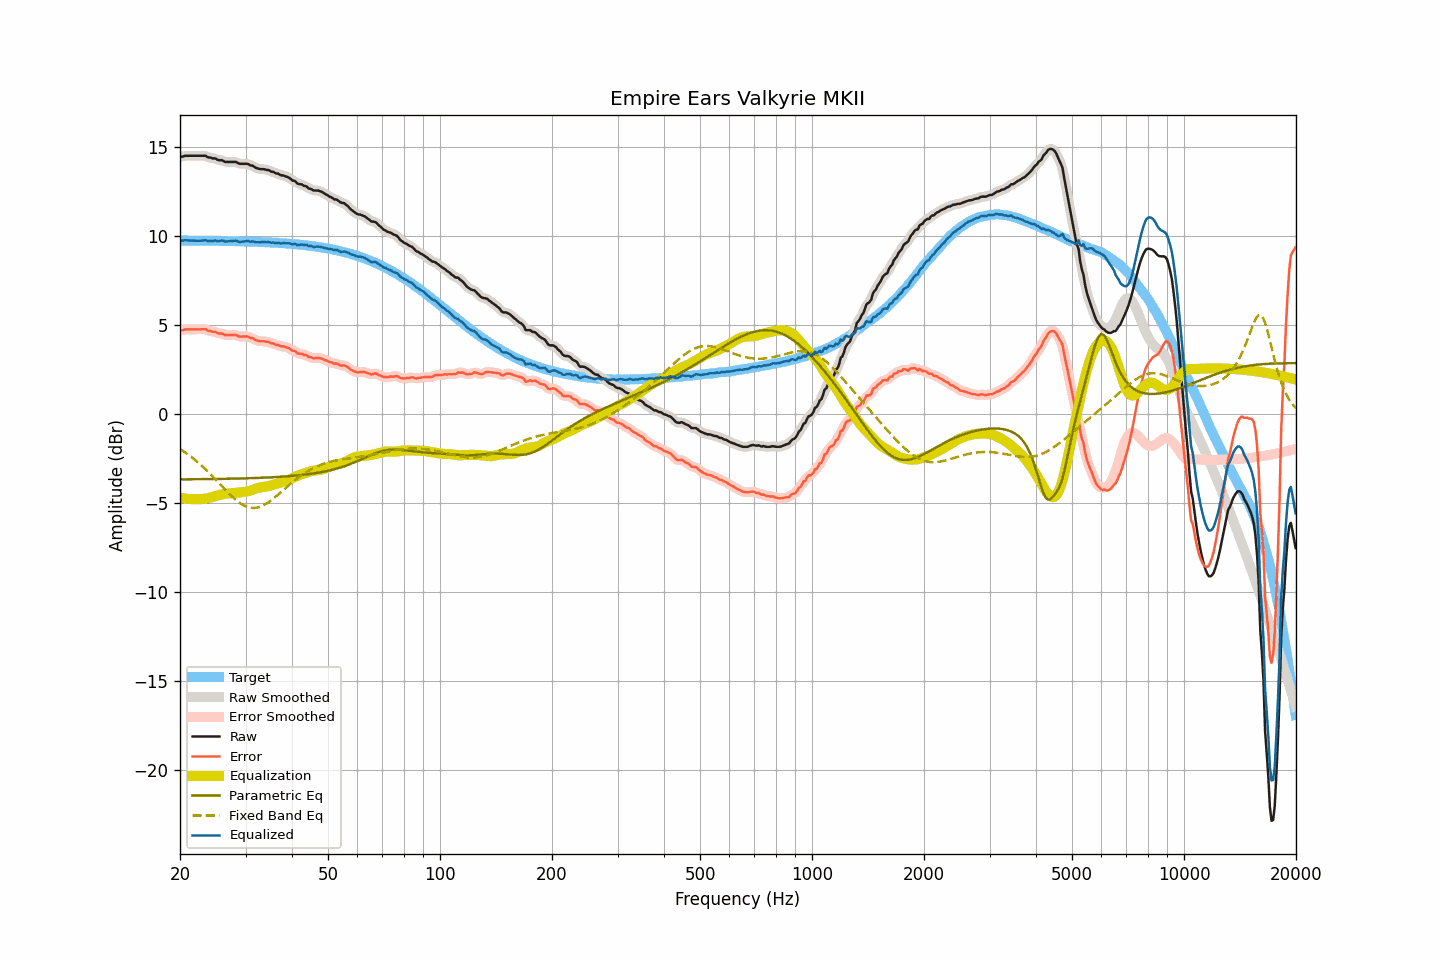 Empire Ears Valkyrie MKII
15
10
5
0
−5
−10
−15
−20
Amplitude (dBr)
Target
Raw Smoothed
Error Smoothed
Raw
Error
Equalization
Parametric Eq
Fixed Band Eq
Equalized
20 50 100 200 500 1000 2000 5000 10000 20000
Frequency (Hz)